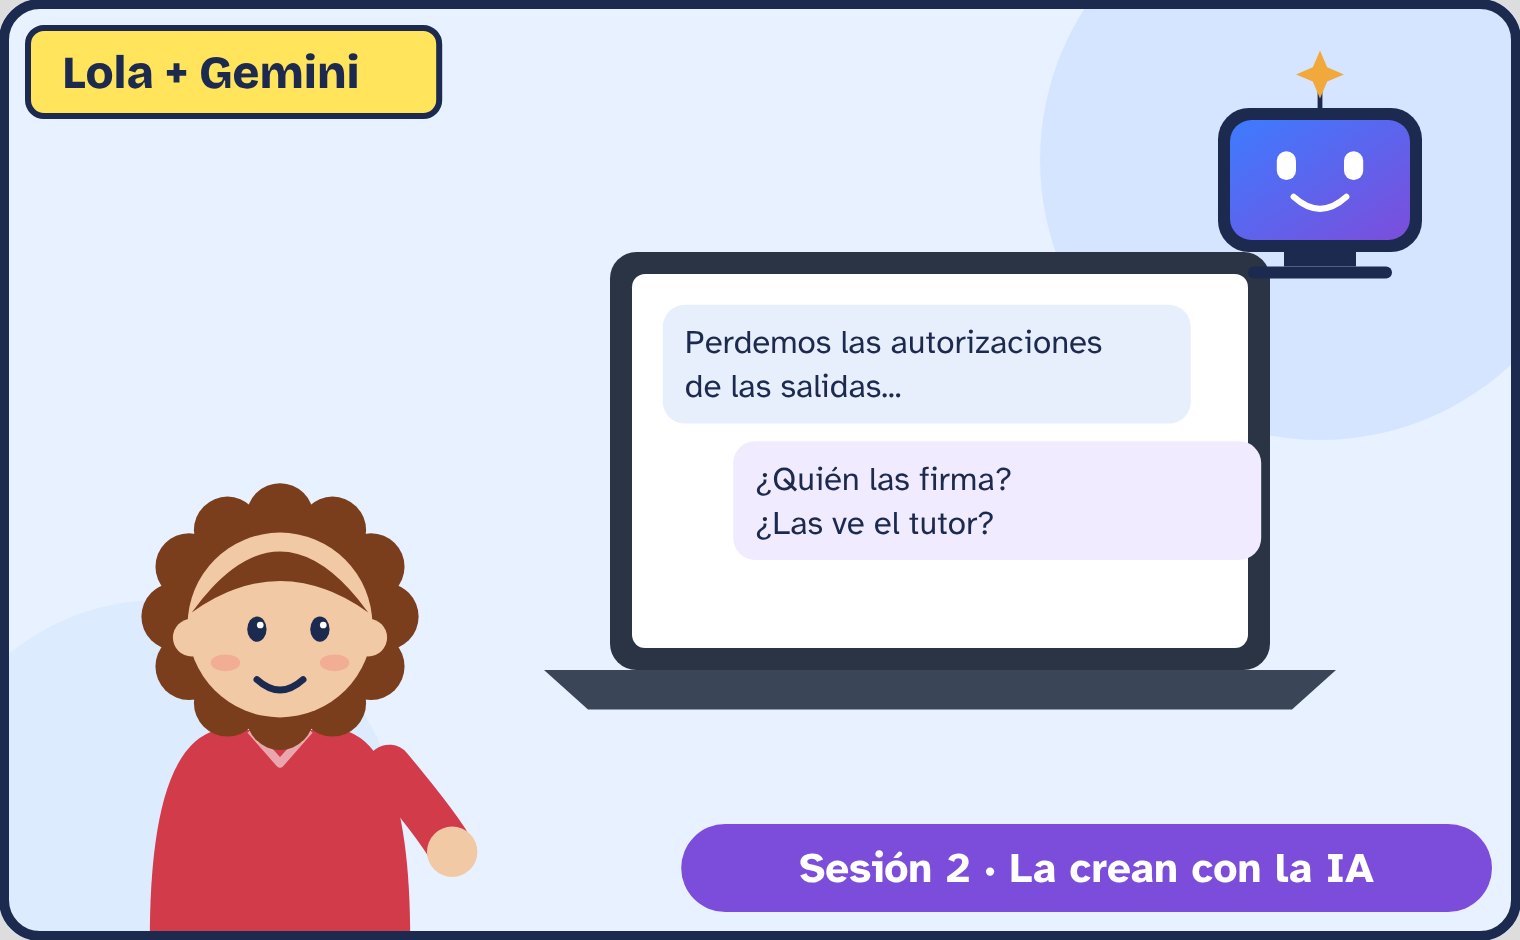 Lola + Gemini
Perdemos las autorizaciones
de las salidas...
¿Quién las firma?
¿Las ve el tutor?
Sesión 2 · La crean con la IA